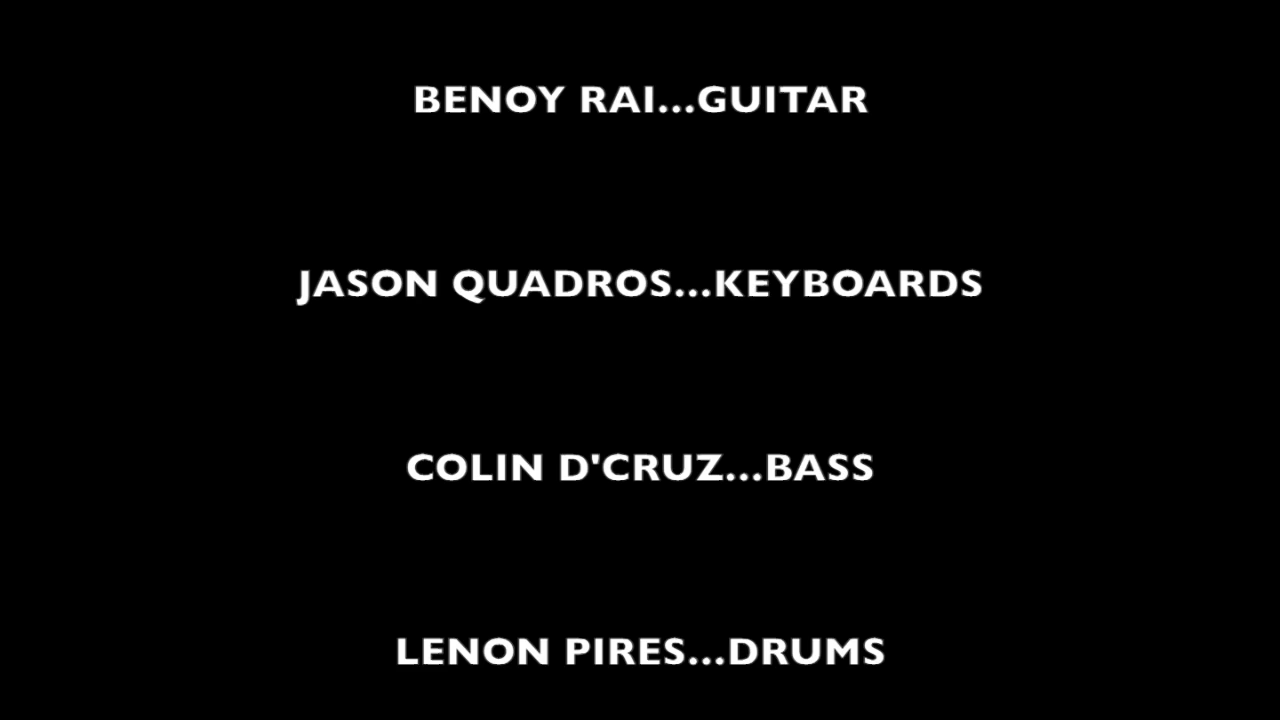 BENOY RAI...GUITAR
JASON QUADROS...KEYBOARDS
COLIN D'CRUZ...BASS
LENON PIRES...DRUMS